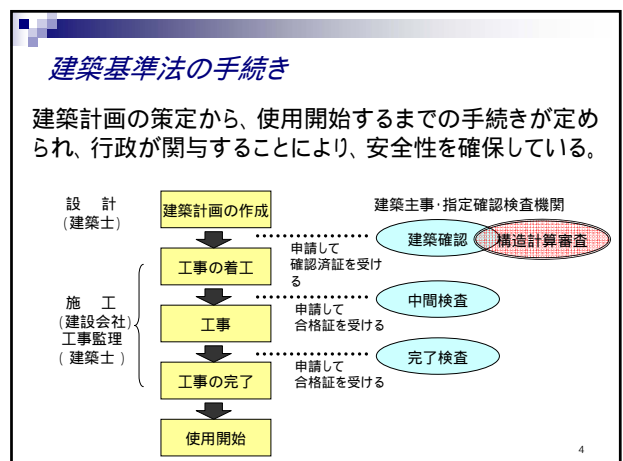 建築基準法の手続き
建築計画の策定から、使用開始するまでの手続きが定め
られ、行政が関与することにより、安全性を確保している。
設　計
(建築士)
建築計画の作成
建築主事・指定確認検査機関
建築確認
構造計算審査
申請して
確認済証を受け
る
工事の着工
施　工
(建設会社)
工事監理
(建築士)
工事
申請して
合格証を受ける
中間検査
工事の完了
申請して
合格証を受ける
完了検査
使用開始
4